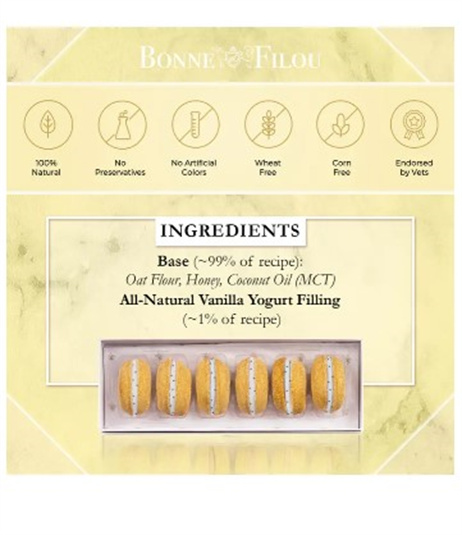 BONNE FILOU
100% Natural
No Preservatives
No Artificial Colors
Wheat Free
Corn Free
Endorsed by Vets
INGREDIENTS
Base (~99% of recipe):
Oat Flour, Honey, Coconut Oil (MCT)
All-Natural Vanilla Yogurt Filling
(~1% of recipe)